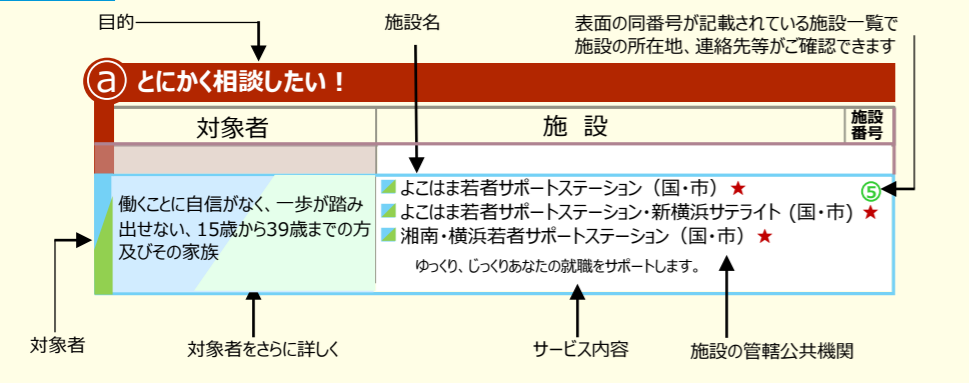 目的
施設名
表面の同番号が記載されている施設一覧で
施設の所在地、連絡先等がご確認できます
ⓐ とにかく相談したい！
対象者
施 設
施設
番号
働くことに自信がなく、一歩が踏み
出せない、15歳から39歳までの方
及びその家族
よこはま若者サポートステーション（国・市）★
⑤
よこはま若者サポートステーション・新横浜サテライト (国・市) ★
湘南・横浜若者サポートステーション（国・市）★
ゆっくり、じっくりあなたの就職をサポートします。
対象者
対象者をさらに詳しく
サービス内容
施設の管轄公共機関